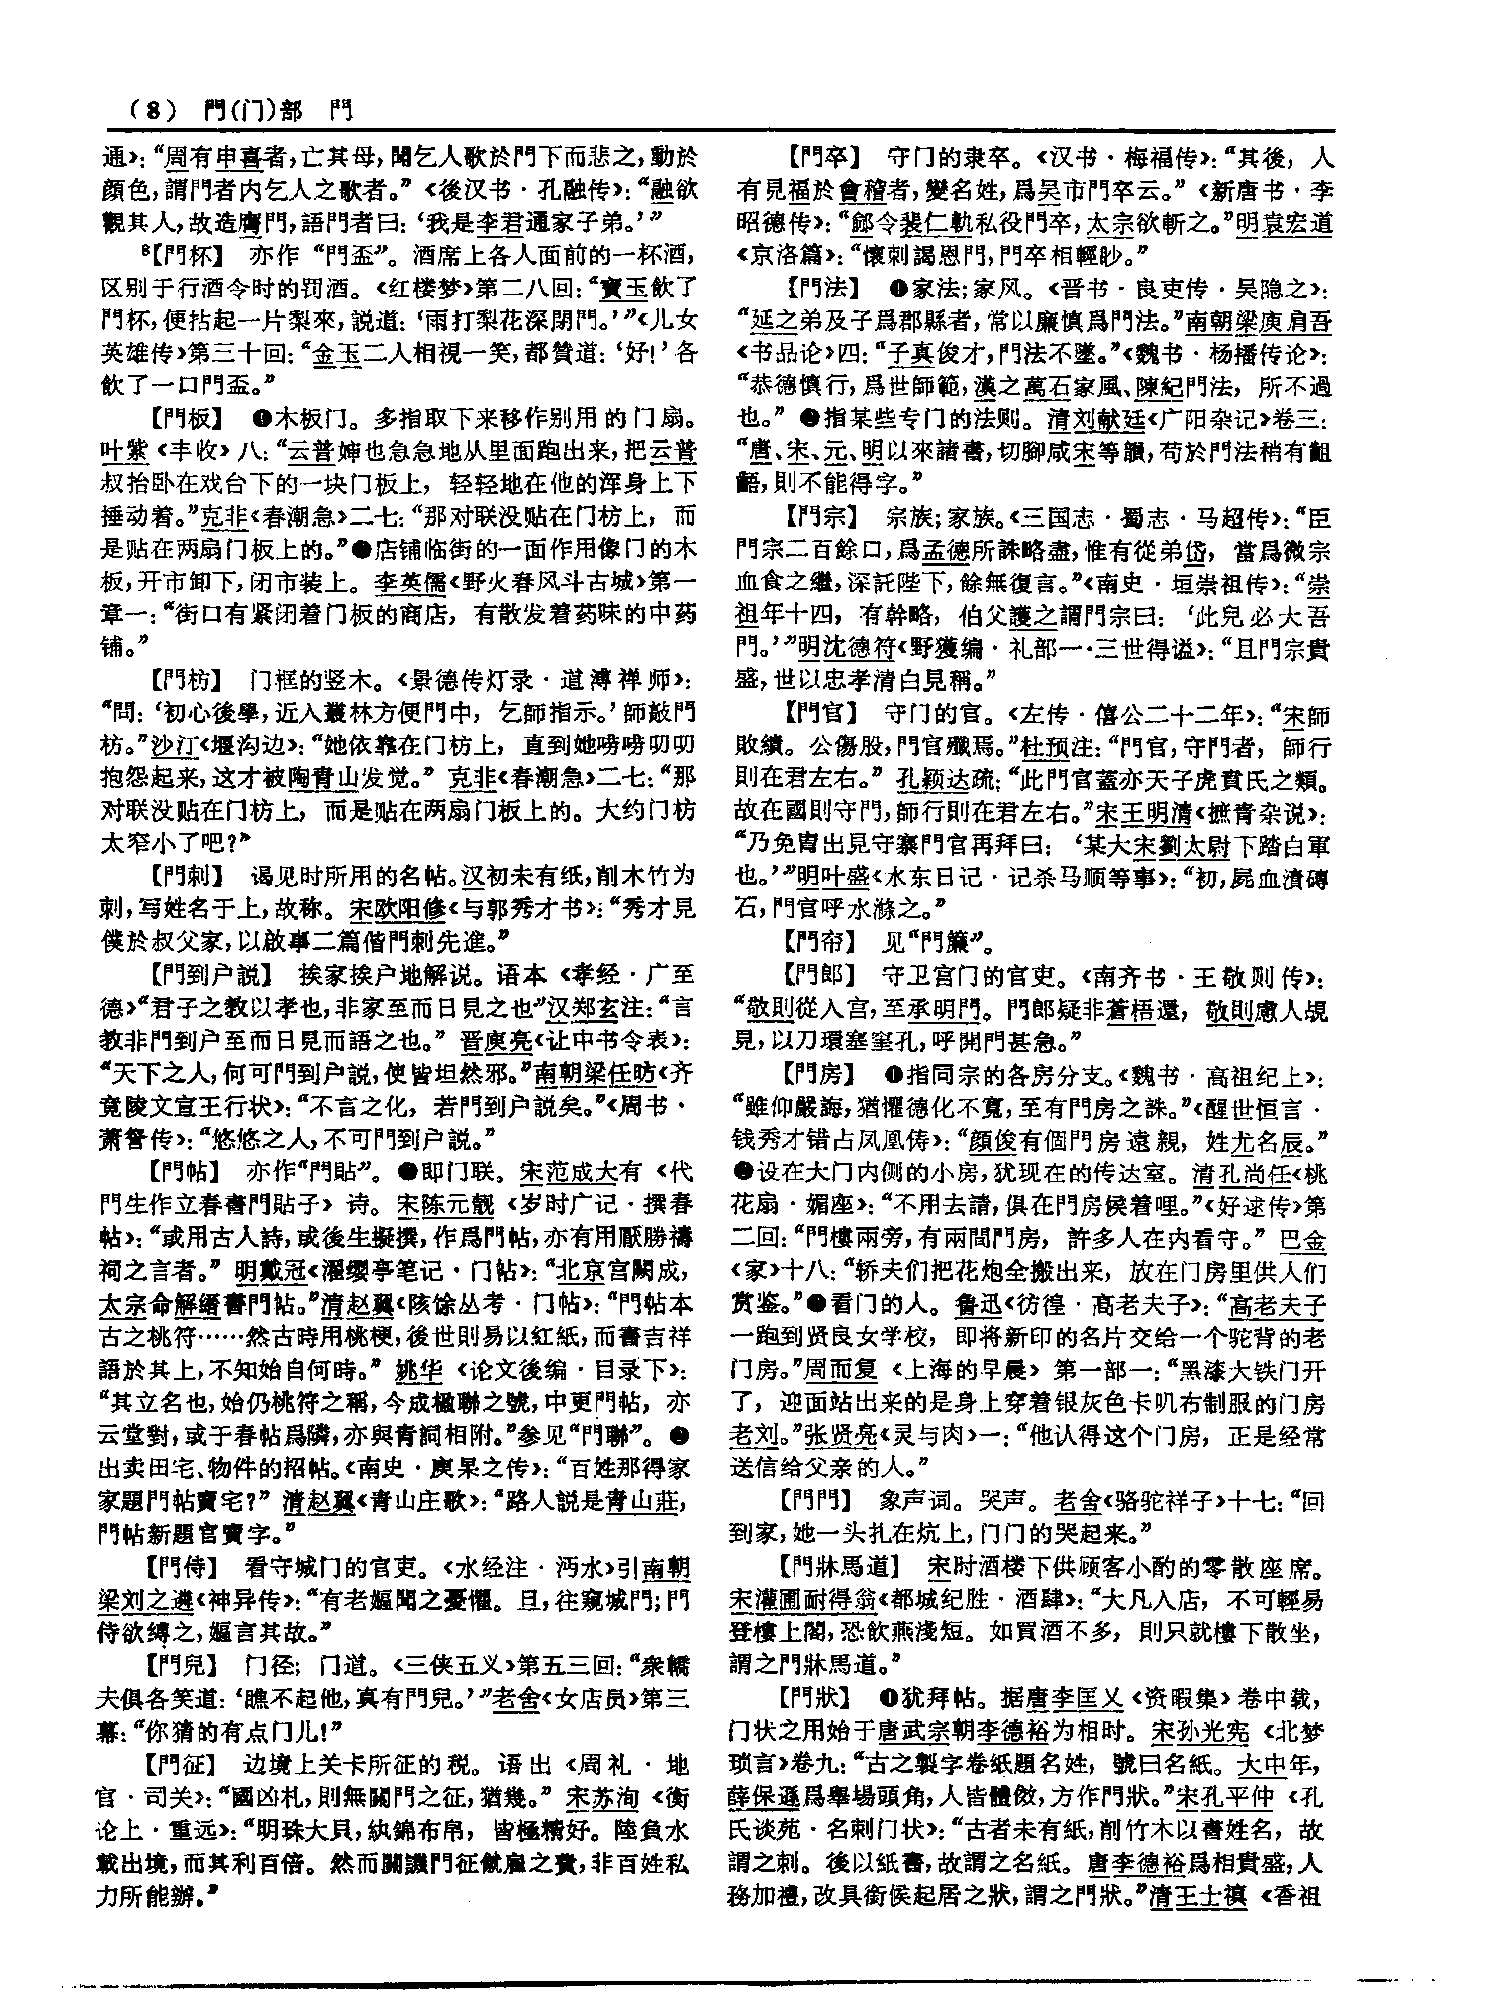 （8） 門(门)部 門
通》：“周有申喜者，亡其母，聞乞人歌於門下而悲之，動於
顔色，謂門者内乞人之歌者。”《後汉书·孔融传》：“融欲
觀其人，故造膺門，語門者曰：‘我是李君通家子弟。’”
⁸【門杯】 亦作“門盃”。酒席上各人面前的一杯酒，
区别于行酒令时的罚酒。《红楼梦》第二八回：“寶玉飲了
門杯，便拈起一片梨來，説道：‘雨打梨花深閉門。’”《儿女
英雄传》第三十回：“金玉二人相視一笑，都贊道：‘好！’各
飲了一口門盃。”
【門板】 ❶木板门。多指取下来移作别用的门扇。
叶紫《丰收》八：“云普婶也急急地从里面跑出来，把云普
叔抬卧在戏台下的一块门板上，轻轻地在他的浑身上下
捶动着。”克非《春潮急》二七：“那对联没贴在门枋上，而
是贴在两扇门板上的。”❷店铺临街的一面作用像门的木
板，开市卸下，闭市装上。李英儒《野火春风斗古城》第一
章一：“街口有紧闭着门板的商店，有散发着药味的中药
铺。”
【門枋】 门框的竖木。《景德传灯录·道溥禅师》：
“問：‘初心後學，近入叢林方便門中，乞師指示。’師敲門
枋。”沙汀《堰沟边》：“她依靠在门枋上，直到她唠唠叨叨
抱怨起来，这才被陶青山发觉。”克非《春潮急》二七：“那
对联没贴在门枋上，而是贴在两扇门板上的。大约门枋
太窄小了吧？”
【門刺】 谒见时所用的名帖。汉初未有纸，削木竹为
刺，写姓名于上，故称。宋欧阳修《与郭秀才书》：“秀才見
僕於叔父家，以啟事二篇偕門刺先進。”
【門到户説】 挨家挨户地解说。语本《孝经·广至
德》“君子之教以孝也，非家至而日見之也”汉郑玄注：“言
教非門到户至而日見而語之也。”晋庾亮《让中书令表》：
“天下之人，何可門到户説，使皆坦然邪。”南朝梁任昉《齐
竟陵文宣王行状》：“不言之化，若門到户説矣。”《周书·
萧詧传》：“悠悠之人，不可門到户説。”
【門帖】 亦作“門貼”。❶即门联。宋范成大有《代
門生作立春書門貼子》诗。宋陈元靓《岁时广记·撰春
帖》：“或用古人詩，或後生擬撰，作爲門帖，亦有用厭勝禱
祠之言者。”明戴冠《濯缨亭笔记·门帖》：“北京宫闕成，
太宗命解縉書門帖。”清赵翼《陔馀丛考·门帖》：“門帖本
古之桃符……然古時用桃梗，後世則易以紅紙，而書吉祥
語於其上，不知始自何時。”姚华《论文後编·目录下》：
“其立名也，始仍桃符之稱，今成楹聯之號，中更門帖，亦
云堂對，或于春帖爲隣，亦與青詞相附。”参见“門聯”。❷
出卖田宅、物件的招帖。《南史·庾杲之传》：“百姓那得家
家題門帖賣宅？”清赵翼《青山庄歌》：“路人説是青山莊，
門帖新題官賣字。”
【門侍】 看守城门的官吏。《水经注·沔水》引南朝
梁刘之遴《神异传》：“有老嫗聞之憂懼。旦，往窺城門；門
侍欲縛之，嫗言其故。”
【門兒】 门径；门道。《三侠五义》第五三回：“衆轎
夫俱各笑道：‘瞧不起他，真有門兒。’”老舍《女店员》第三
幕：“你猜的有点门儿！”
【門征】 边境上关卡所征的税。语出《周礼·地
官·司关》：“國凶札，則無關門之征，猶幾。”宋苏洵《衡
论上·重远》：“明珠大貝，紈錦布帛，皆極精好。陸負水
載出境，而其利百倍。然而關譏門征僦雇之費，非百姓私
力所能辦。”
【門卒】 守门的隶卒。《汉书·梅福传》：“其後，人
有見福於會稽者，變名姓，爲吴市門卒云。”《新唐书·李
昭德传》：“鄃令裴仁軌私役門卒，太宗欲斬之。”明袁宏道
《京洛篇》：“懷刺謁恩門，門卒相輕眇。”
【門法】 ❶家法；家风。《晋书·良吏传·吴隐之》：
“延之弟及子爲郡縣者，常以廉慎爲門法。”南朝梁庾肩吾
《书品论》四：“子真俊才，門法不墜。”《魏书·杨播传论》：
“恭德慎行，爲世師範，漢之萬石家風、陳紀門法，所不過
也。”❷指某些专门的法则。清刘献廷《广阳杂记》卷三：
“唐、宋、元、明以來諸書，切腳咸宋等韻，苟於門法稍有齟
齬，則不能得字。”
【門宗】 宗族；家族。《三国志·蜀志·马超传》：“臣
門宗二百餘口，爲孟德所誅略盡，惟有從弟岱，當爲微宗
血食之繼，深託陛下，餘無復言。”《南史·垣崇祖传》：“崇
祖年十四，有幹略，伯父護之謂門宗曰：‘此兒必大吾
門。’”明沈德符《野獲编·礼部一·三世得谥》：“且門宗貴
盛，世以忠孝清白見稱。”
【門官】 守门的官。《左传·僖公二十二年》：“宋師
敗績。公傷股，門官殲焉。”杜预注：“門官，守門者，師行
則在君左右。”孔颖达疏：“此門官蓋亦天子虎賁氏之類。
故在國則守門，師行則在君左右。”宋王明清《摭青杂说》：
“乃免冑出見守寨門官再拜曰：‘某大宋劉太尉下踏白軍
也。’”明叶盛《水东日记·记杀马顺等事》：“初，屍血漬磚
石，門官呼水滌之。”
【門帘】 见“門簾”。
【門郎】 守卫宫门的官吏。《南齐书·王敬则传》：
“敬則從入宫，至承明門。門郎疑非蒼梧還，敬則慮人覘
見，以刀環塞窐孔，呼開門甚急。”
【門房】 ❶指同宗的各房分支。《魏书·高祖纪上》：
“雖仰嚴誨，猶懼德化不寬，至有門房之誅。”《醒世恒言·
钱秀才错占凤凰俦》：“顔俊有個門房遠親，姓尤名辰。”
❷设在大门内侧的小房，犹现在的传达室。清孔尚任《桃
花扇·媚座》：“不用去請，俱在門房候着哩。”《好逑传》第
二回：“門樓兩旁，有兩間門房，許多人在内看守。”巴金
《家》十八：“轿夫们把花炮全搬出来，放在门房里供人们
赏鉴。”❸看门的人。鲁迅《彷徨·高老夫子》：“高老夫子
一跑到贤良女学校，即将新印的名片交给一个驼背的老
门房。”周而复《上海的早晨》第一部一：“黑漆大铁门开
了，迎面站出来的是身上穿着银灰色卡叽布制服的门房
老刘。”张贤亮《灵与肉》一：“他认得这个门房，正是经常
送信给父亲的人。”
【門門】 象声词。哭声。老舍《骆驼祥子》十七：“回
到家，她一头扎在炕上，门门的哭起来。”
【門牀馬道】 宋时酒楼下供顾客小酌的零散座席。
宋灌圃耐得翁《都城纪胜·酒肆》：“大凡入店，不可輕易
登樓上閣，恐飲燕淺短。如買酒不多，則只就樓下散坐，
謂之門牀馬道。”
【門狀】 ❶犹拜帖。据唐李匡乂《资暇集》卷中载，
门状之用始于唐武宗朝李德裕为相时。宋孙光宪《北梦
琐言》卷九：“古之製字卷紙題名姓，號曰名紙。大中年，
薛保遜爲舉場頭角，人皆體倣，方作門狀。”宋孔平仲《孔
氏谈苑·名刺门状》：“古者未有紙，削竹木以書姓名，故
謂之刺。後以紙書，故謂之名紙。唐李德裕爲相貴盛，人
務加禮，改具銜候起居之狀，謂之門狀。”清王士禛《香祖